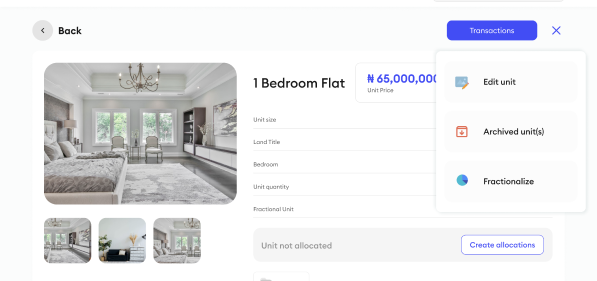 Back
Transactions
1 Bedroom Flat
₦ 65,000,000
Unit Price
Edit unit
Archived unit(s)
Fractionalize
Unit size
Land Title
Bedroom
Unit quantity
Fractional Unit
Unit not allocated
Create allocations